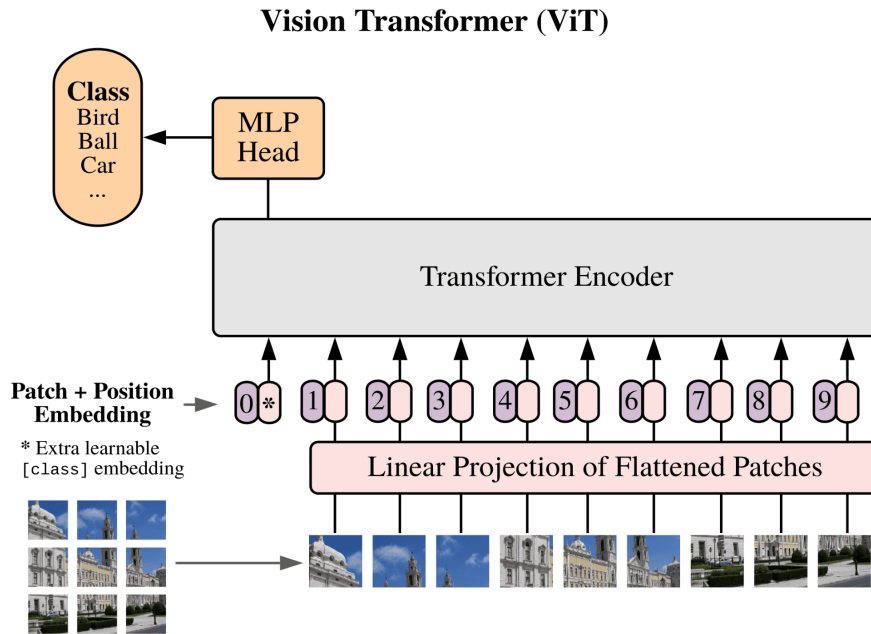 Vision Transformer (ViT)
Class
Bird
Ball
Car
...
MLP
Head
Transformer Encoder
Patch + Position
Embedding
0 * 1 2 3 4 5 6 7 8 9
* Extra learnable
[class] embedding
Linear Projection of Flattened Patches